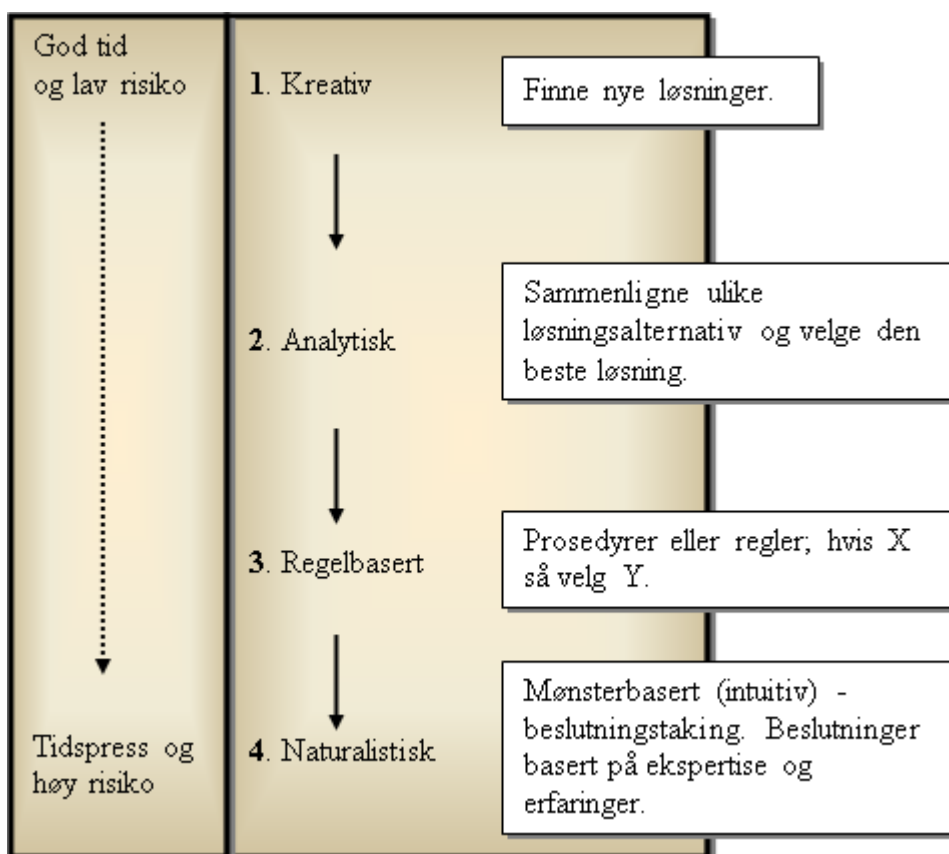 God tid
og lav risiko
1. Kreativ
Finne nye løsninger.
2. Analytisk
Sammenligne ulike
løsningsalternativ og velge den
beste løsning.
3. Regelbasert
Prosedyrer eller regler; hvis X
så velg Y.
Tidspress og
høy risiko
4. Naturalistisk
Mønsterbasert (intuitiv) -
beslutningstaking. Beslutninger
basert på ekspertise og
erfaringer.